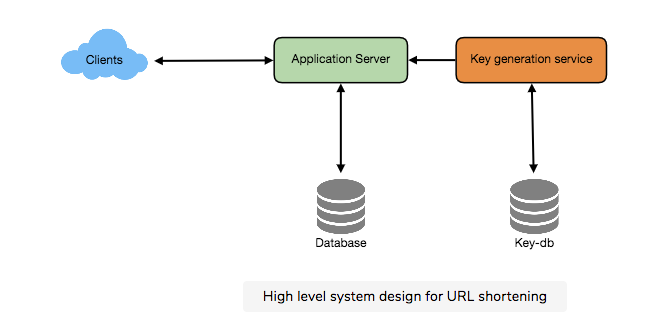 Clients
Application Server
Key generation service
Database
Key-db
High level system design for URL shortening